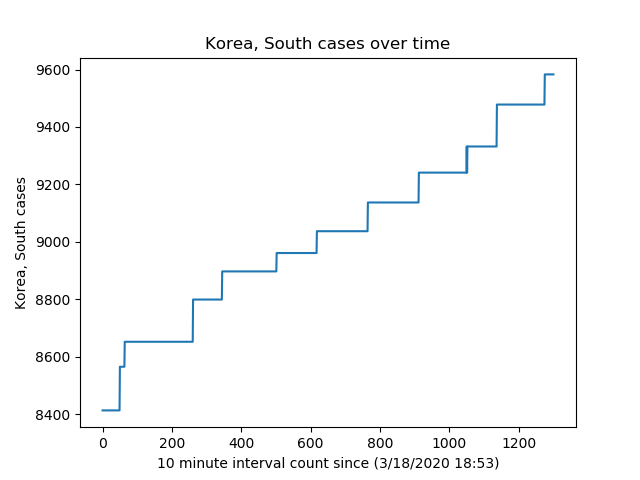 Korea, South cases over time
9600
9400
9200
9000
8800
8600
8400
Korea, South cases
0 200 400 600 800 1000 1200
10 minute interval count since (3/18/2020 18:53)